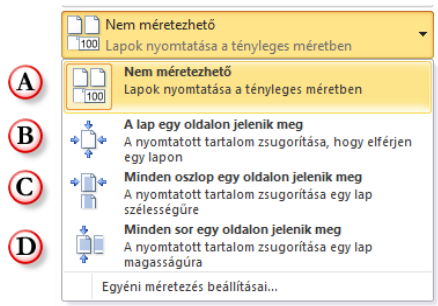 Nem méretezhető
100 Lapok nyomtatása a tényleges méretben
A Nem méretezhető
100 Lapok nyomtatása a tényleges méretben
B A lap egy oldalon jelenik meg
A nyomtatott tartalom zsugorítása, hogy elférjen
egy lapon
C Minden oszlop egy oldalon jelenik meg
A nyomtatott tartalom zsugorítása egy lap
szélességűre
D Minden sor egy oldalon jelenik meg
A nyomtatott tartalom zsugorítása egy lap
magasságúra
Egyéni méretezés beállításai...